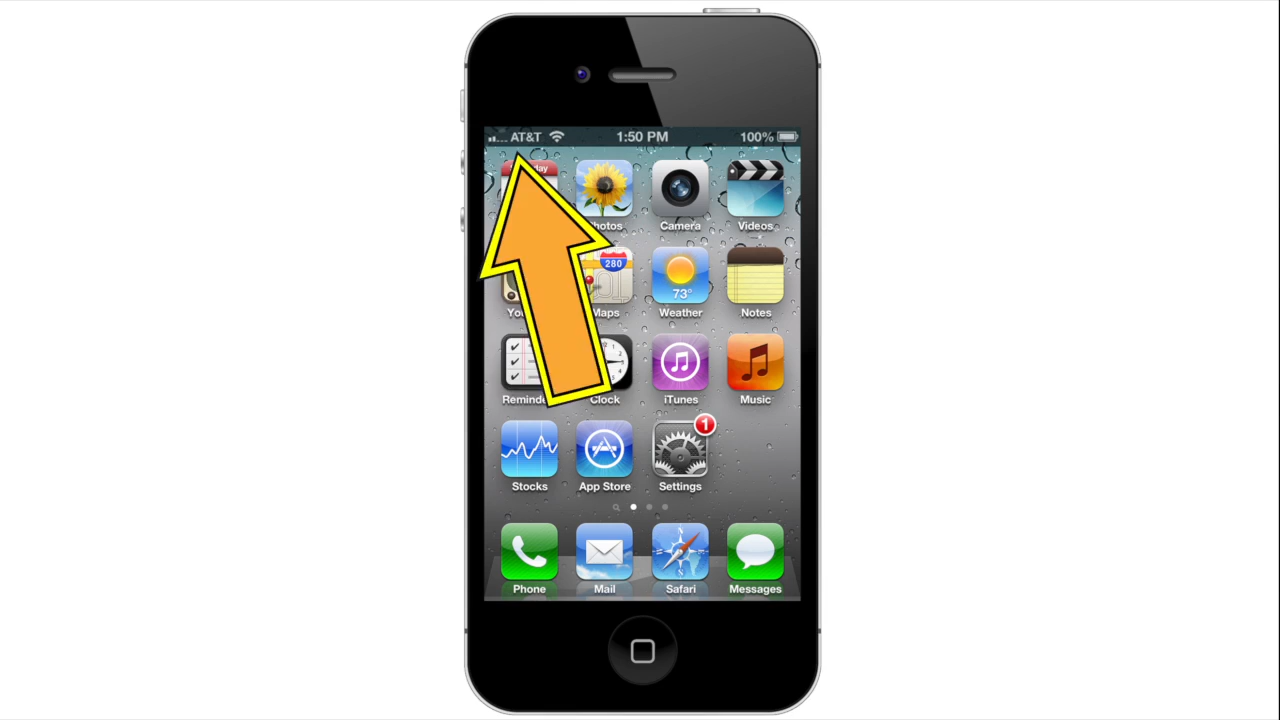 AT&T 1:50 PM 100%
Photos Camera Videos
280
73°
Maps Weather Notes
Clock iTunes Music
1
Stocks App Store Settings
Phone Mail Safari Messages